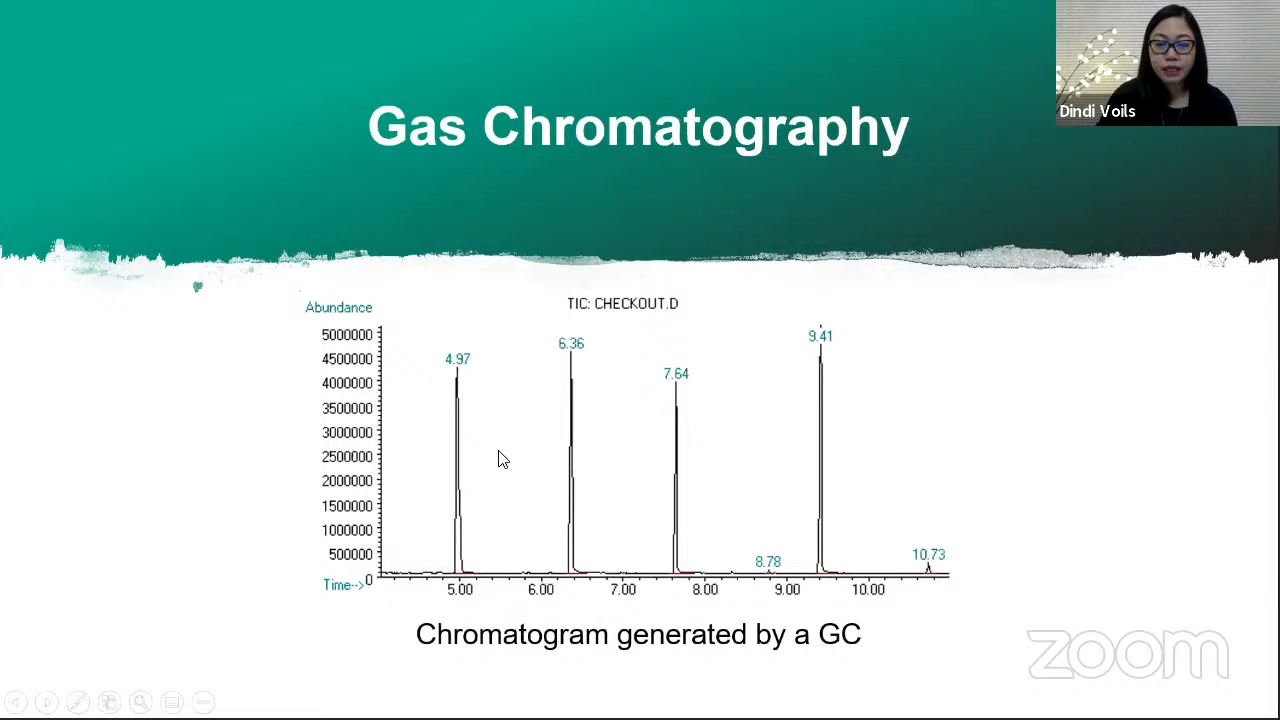 Gas Chromatography
Dindi Voils
Abundance
TIC: CHECKOUT.D
5000000
4500000
4000000
3500000
3000000
2500000
2000000
1500000
1000000
500000
0
4.97
6.36
7.64
8.78
9.41
10.73
Time-->
5.00 6.00 7.00 8.00 9.00 10.00
Chromatogram generated by a GC
zoom